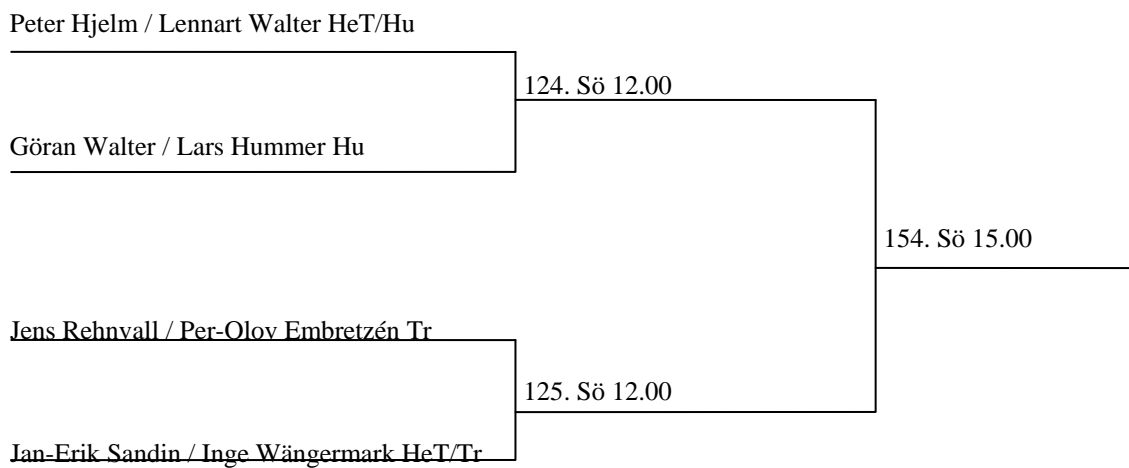 Peter Hjelm / Lennart Walter HeT/Hu
124. Sö 12.00
Göran Walter / Lars Hummer Hu
154. Sö 15.00
Jens Rehnvall / Per-Olov Embretzén Tr
125. Sö 12.00
Jan-Erik Sandin / Inge Wängermark HeT/Tr